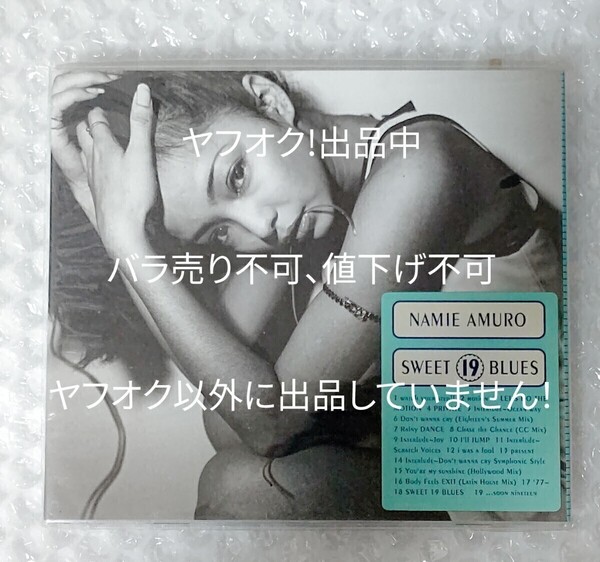 ヤフオク!出品中
バラ売り不可、値下げ不可
NAMIE AMURO
SWEET 19 BLUES
ヤフオク以外に出品していません!
6 Don't wanna cry (Eighteen's Summer Mix)
7 Rainy DANCE 8 Chase the Chance (CC Mix)
9 Interlude~Joy 10 I'll JUMP 11 Interlude~
Scratch Voices 12 i was a fool 13 present
14 Interlude~Don't wanna cry Symphonic Style
15 You're my sunshine (Hollywood Mix)
16 Body Feels EXIT (Latin House Mix) 17 '77~
18 SWEET 19 BLUES 19 ...soon nineteen